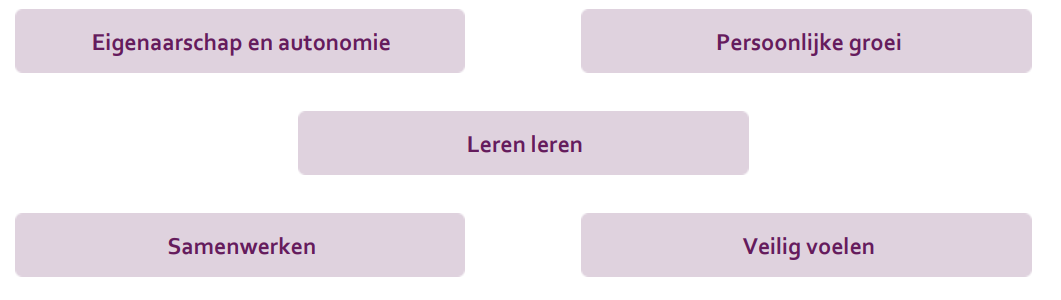 Eigenaarschap en autonomie
Persoonlijke groei
Leren leren
Samenwerken
Veilig voelen